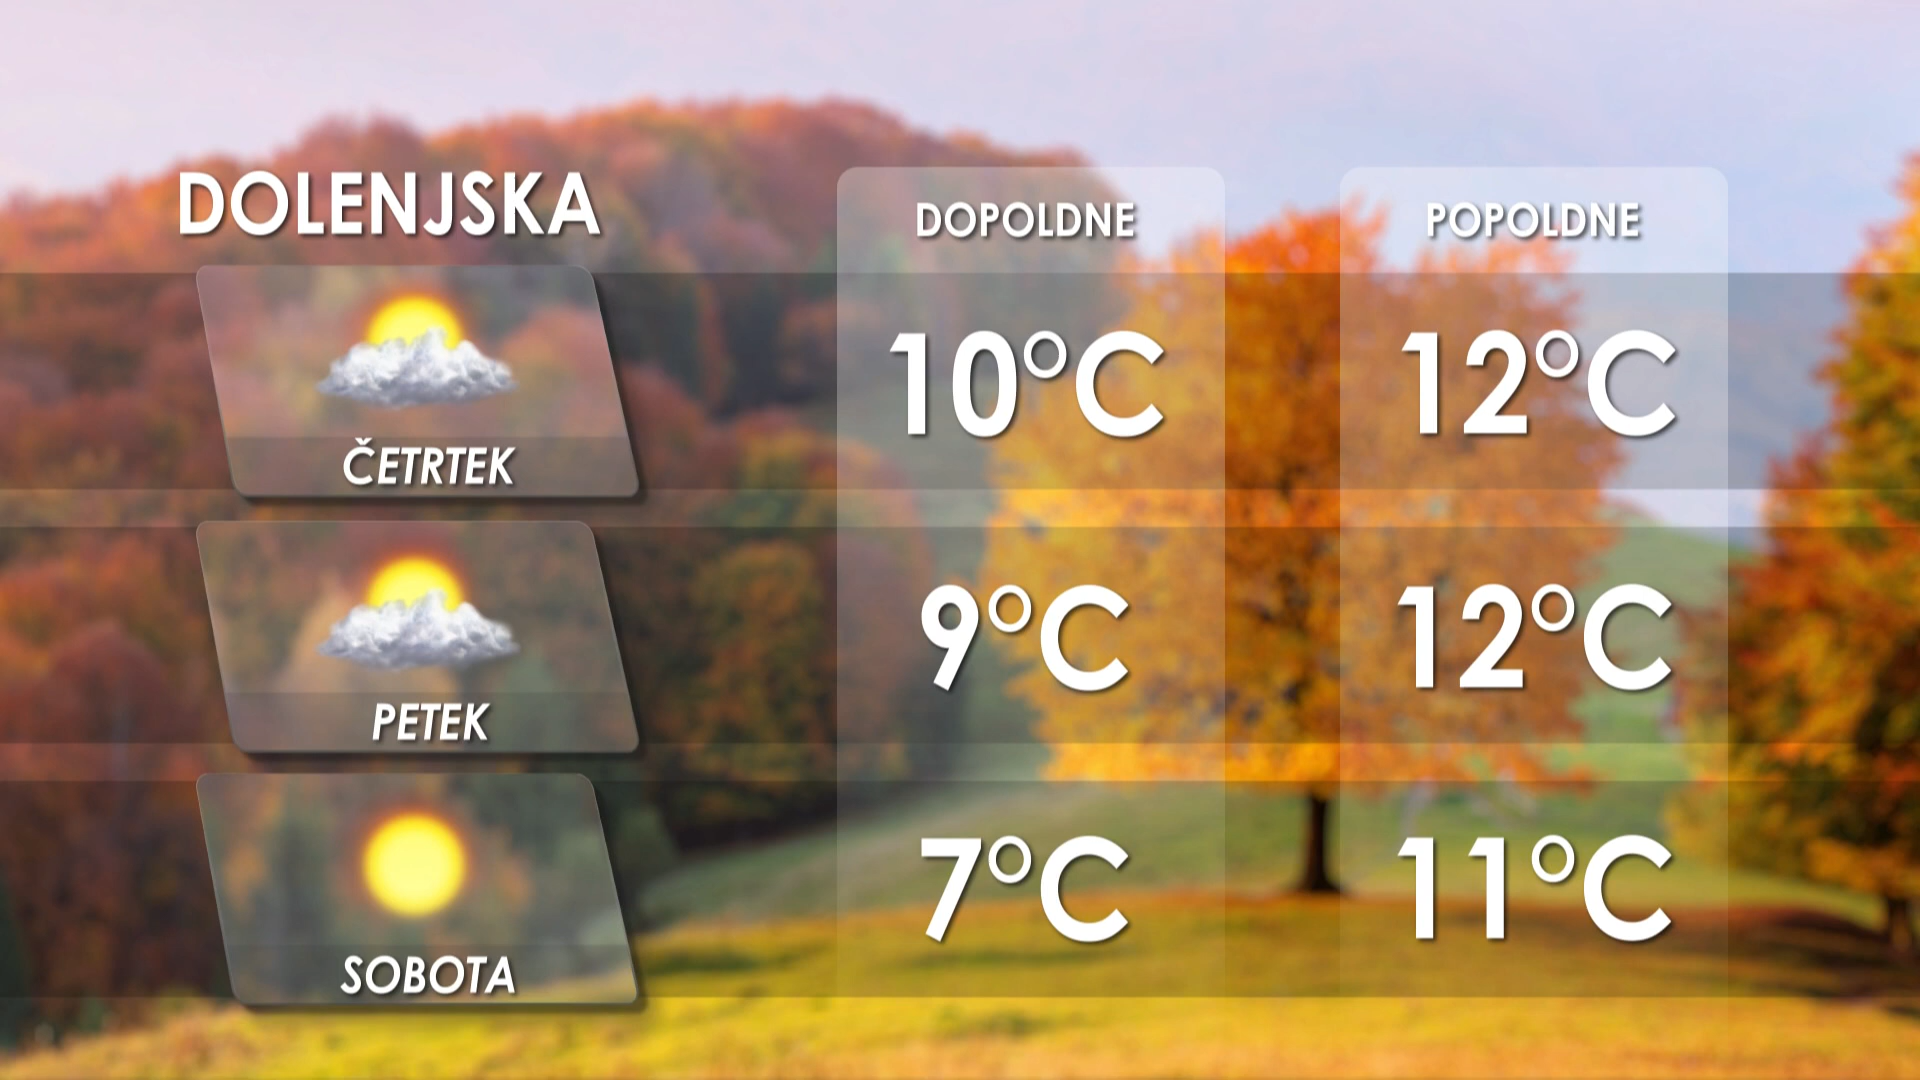 DOLENJSKA
DOPOLDNE
POPOLDNE
10°C
12°C
ČETRTEK
9°C
12°C
PETEK
7°C
11°C
SOBOTA